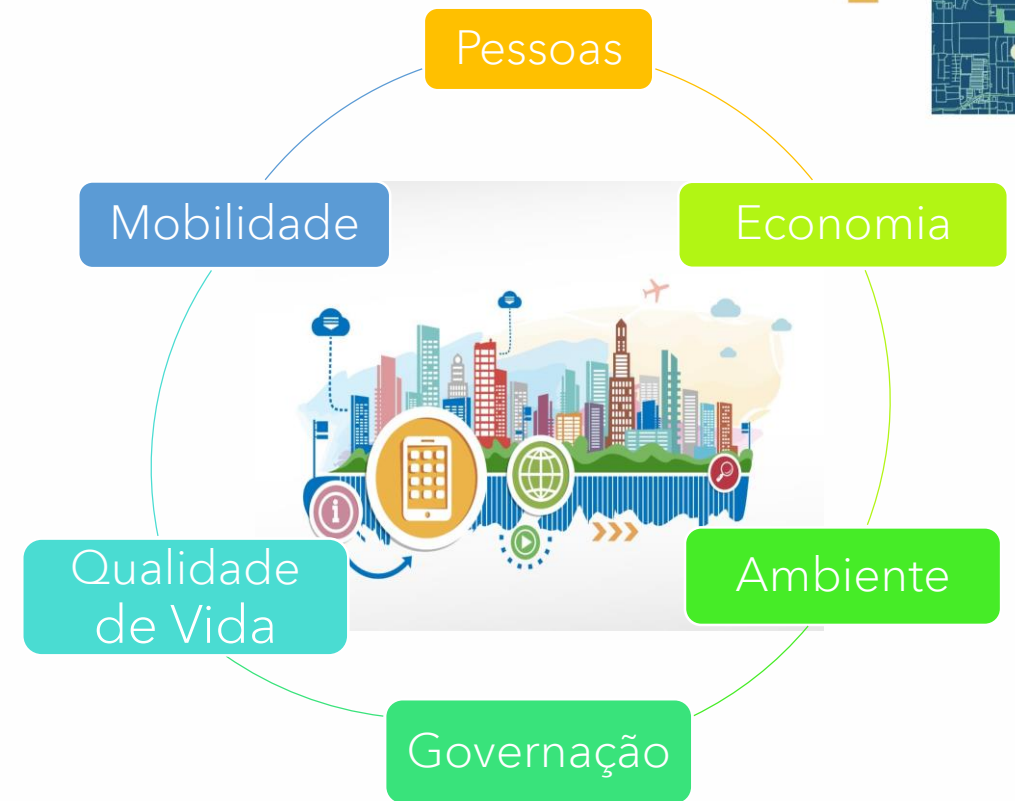 Pessoas
Mobilidade
Economia
Qualidade
de Vida
Ambiente
Governação